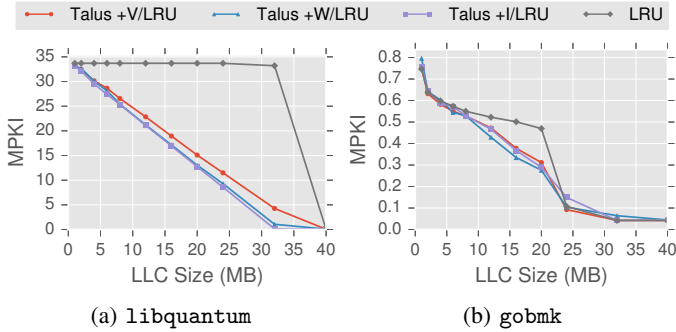 Talus +V/LRU Talus +W/LRU Talus +I/LRU LRU
35
30
25
20
15
10
5
0
MPKI
0 5 10 15 20 25 30 35 40
LLC Size (MB)
(a) libquantum
0.8
0.7
0.6
0.5
0.4
0.3
0.2
0.1
0.0
MPKI
0 5 10 15 20 25 30 35 40
LLC Size (MB)
(b) gobmk